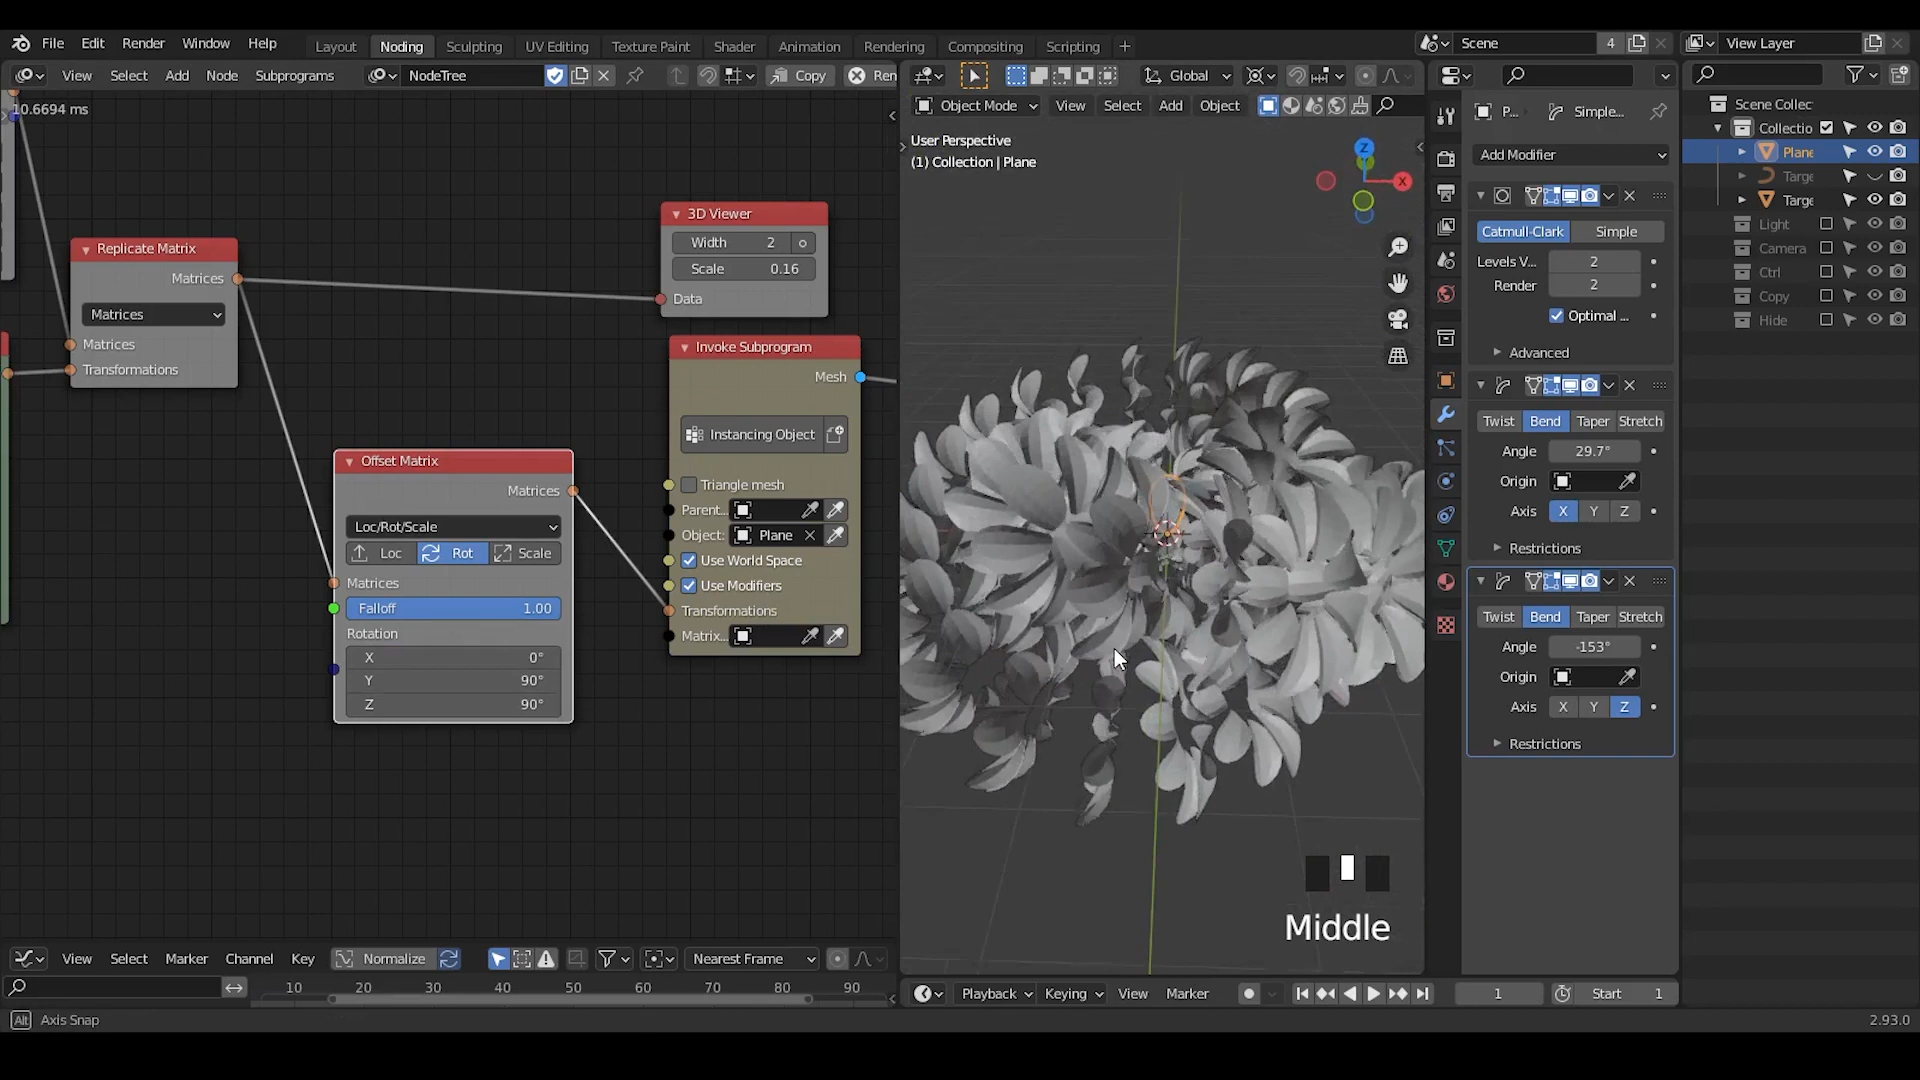 File Edit Render Window Help Layout Noding Sculpting UV Editing Texture Paint Shader Animation Rendering Compositing Scripting + Scene 4 View Layer
View Select Add Node Subprograms NodeTree Copy Ren Global
Object Mode View Select Add Object
10.6694 ms
User Perspective
(1) Collection | Plane
Z
X
Replicate Matrix
Matrices
Matrices
Matrices
Transformations
3D Viewer
Width 2
Scale 0.16
Data
Invoke Subprogram
Mesh
Instancing Object
Triangle mesh
Parent...
Object: Plane
Use World Space
Use Modifiers
Transformations
Matrix...
Offset Matrix
Matrices
Loc/Rot/Scale
Loc Rot Scale
Matrices
Falloff 1.00
Rotation
X 0°
Y 90°
Z 90°
Middle
P... Simple...
Add Modifier
Catmull-Clark Simple
Levels V... 2
Render 2
Optimal ...
Advanced
Twist Bend Taper Stretch
Angle 29.7°
Origin
Axis X Y Z
Restrictions
Twist Bend Taper Stretch
Angle -153°
Origin
Axis X Y Z
Restrictions
Scene Collec
Collectio
Plane
Targe
Targe
Light
Camera
Ctrl
Copy
Hide
View Select Marker Channel Key Normalize Nearest Frame
10 20 30 40 50 60 70 80 90
Playback Keying View Marker 1 Start 1
Alt Axis Snap
2.93.0